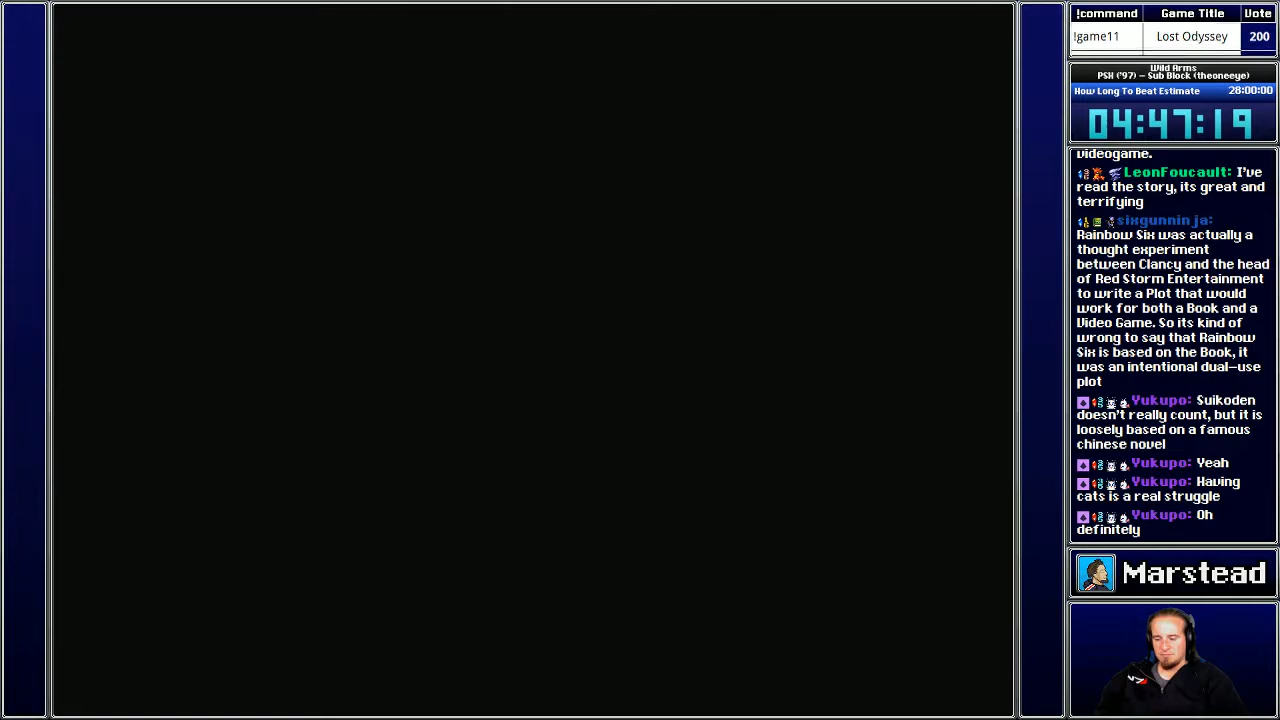 !command Game Title Vote
!game11 Lost Odyssey 200
Wild Arms
PSX ('97) - Sub Block (theoneeye)
How Long To Beat Estimate 28:00:00
04:47:19
videogame.
LeonFoucault: I've
read the story, its great and
terrifying
sixgunninja:
Rainbow Six was actually a
thought experiment
between Clancy and the head
of Red Storm Entertainment
to write a Plot that would
work for both a Book and a
Video Game. So its kind of
wrong to say that Rainbow
Six is based on the Book, it
was an intentional dual-use
plot
Yukupo: Suikoden
doesn't really count, but it is
loosely based on a famous
chinese novel
Yukupo: Yeah
Yukupo: Having
cats is a real struggle
Yukupo: Oh
definitely
Marstead